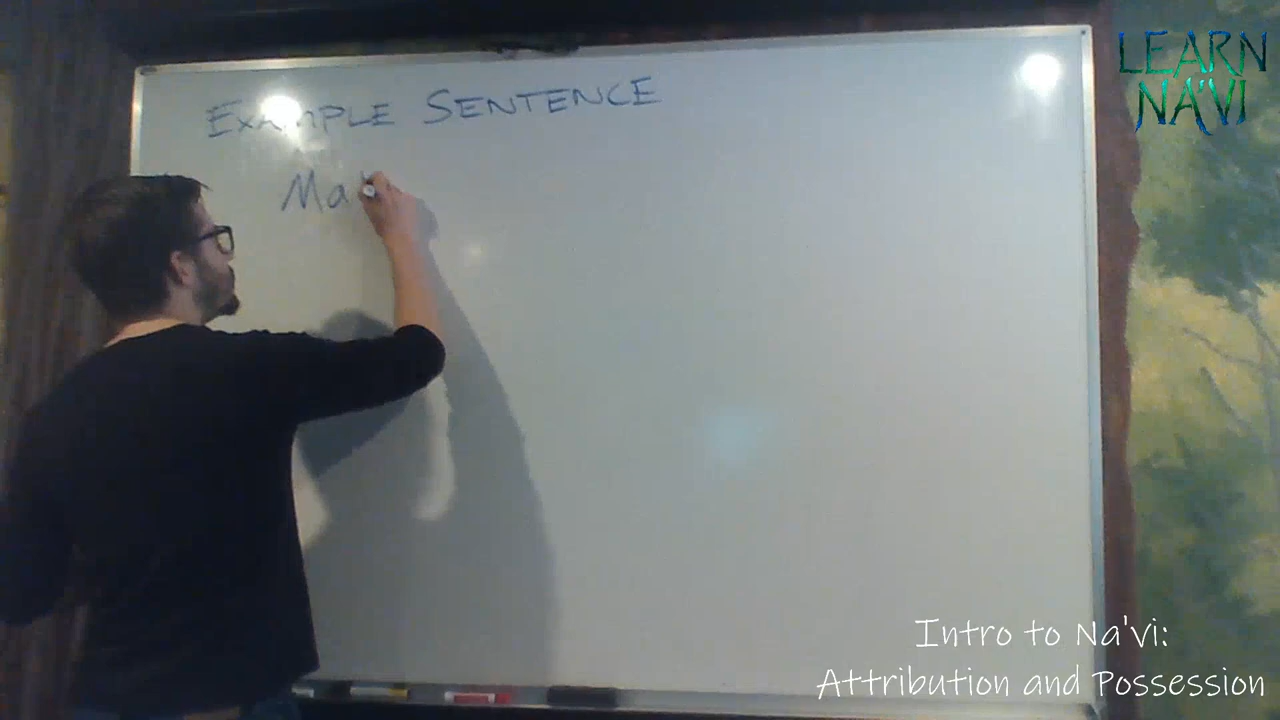 EXAMPLE SENTENCE
Ma
LEARN
NA'VI
Intro to Na'vi:
Attribution and Possession